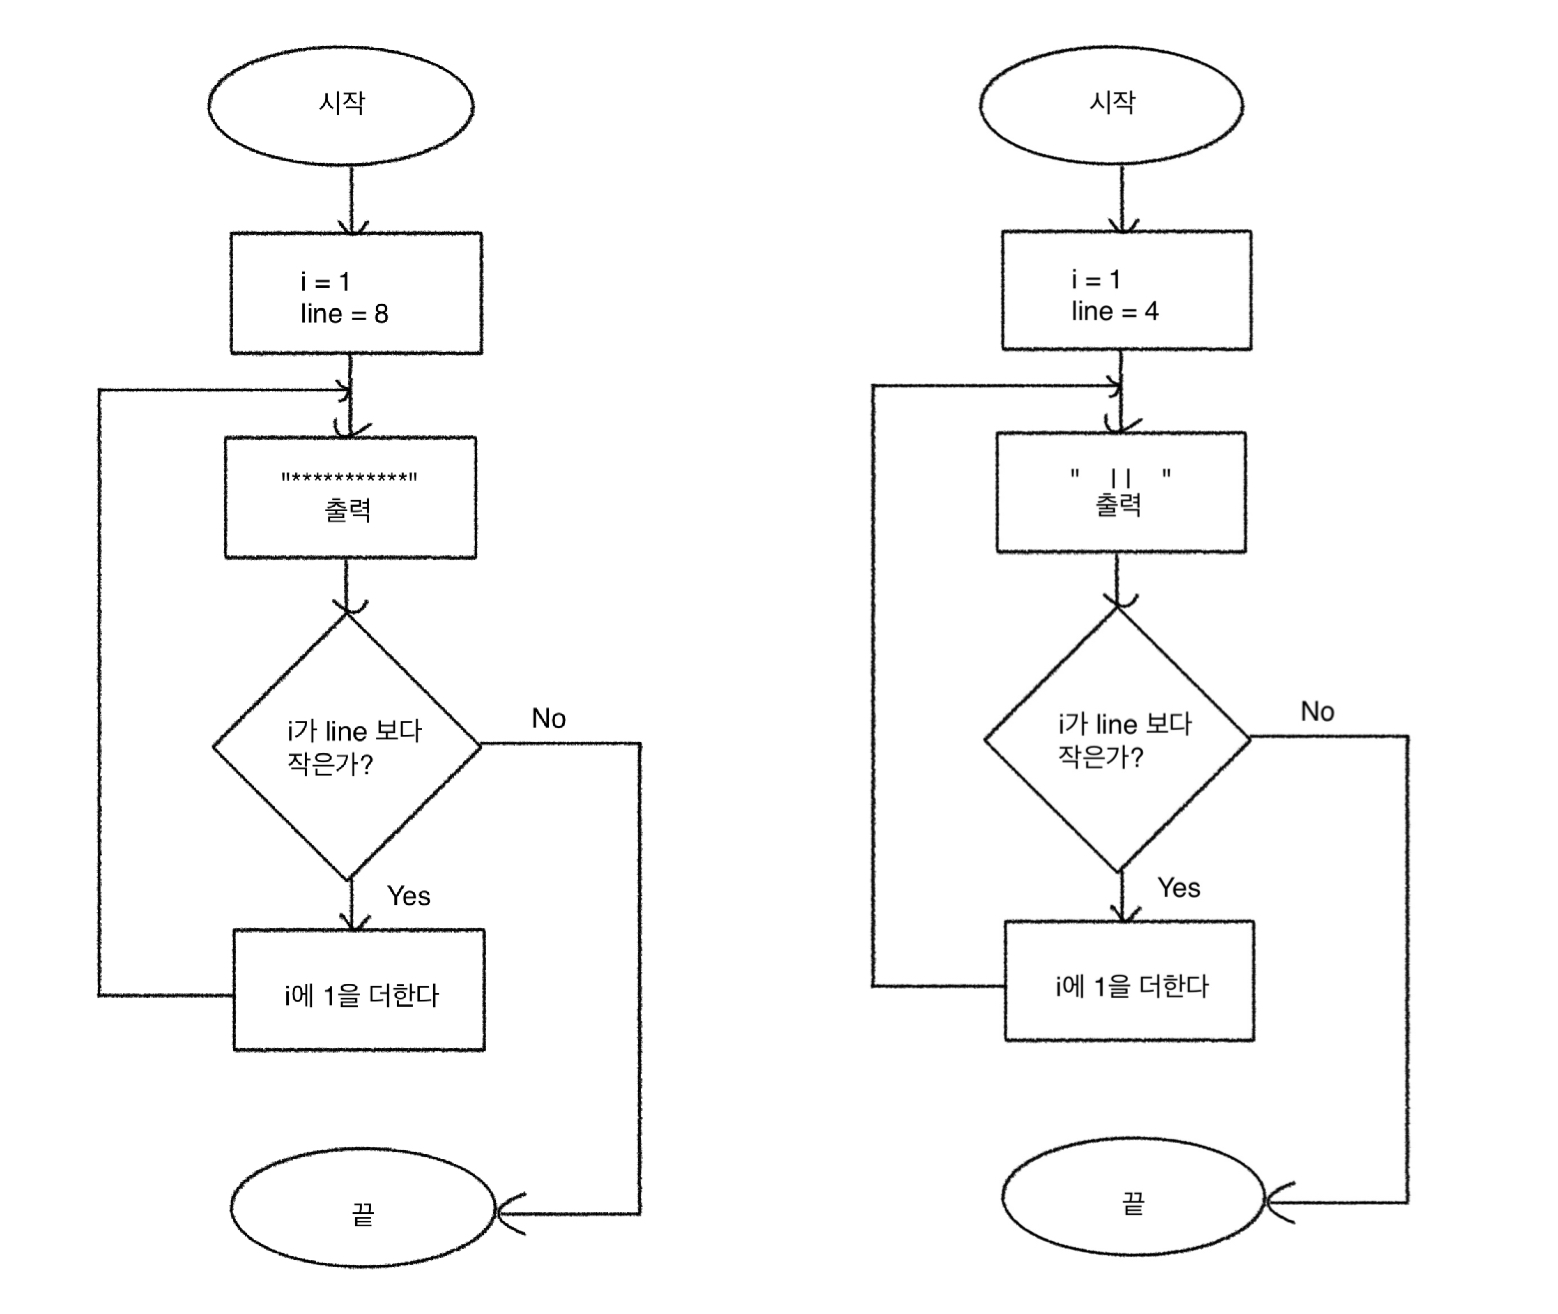 시작
i = 1
line = 8
"***********"
출력
i가 line 보다
작은가?
No
Yes
i에 1을 더한다
끝
시작
i = 1
line = 4
"    ||    "
출력
i가 line 보다
작은가?
No
Yes
i에 1을 더한다
끝